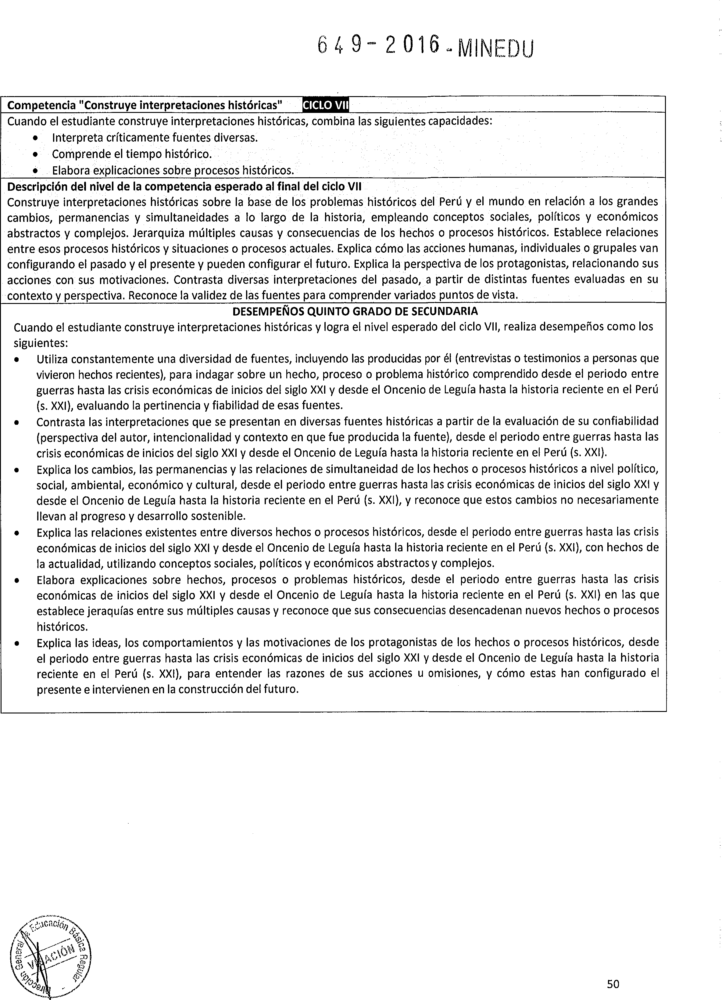 649-2016-MINEDU
Competencia "Construye interpretaciones históricas" CICLO VII
Cuando el estudiante construye interpretaciones históricas, combina las siguientes capacidades:
• Interpreta críticamente fuentes diversas.
• Comprende el tiempo histórico.
• Elabora explicaciones sobre procesos históricos.
Descripción del nivel de la competencia esperado al final del ciclo VII
Construye interpretaciones históricas sobre la base de los problemas históricos del Perú y el mundo en relación a los grandes
cambios, permanencias y simultaneidades a lo largo de la historia, empleando conceptos sociales, políticos y económicos
abstractos y complejos. Jerarquiza múltiples causas y consecuencias de los hechos o procesos históricos. Establece relaciones
entre esos procesos históricos y situaciones o procesos actuales. Explica cómo las acciones humanas, individuales o grupales van
configurando el pasado y el presente y pueden configurar el futuro. Explica la perspectiva de los protagonistas, relacionando sus
acciones con sus motivaciones. Contrasta diversas interpretaciones del pasado, a partir de distintas fuentes evaluadas en su
contexto y perspectiva. Reconoce la validez de las fuentes para comprender variados puntos de vista.
DESEMPEÑOS QUINTO GRADO DE SECUNDARIA
Cuando el estudiante construye interpretaciones históricas y logra el nivel esperado del ciclo VII, realiza desempeños como los
siguientes:
• Utiliza constantemente una diversidad de fuentes, incluyendo las producidas por él (entrevistas o testimonios a personas que
vivieron hechos recientes), para indagar sobre un hecho, proceso o problema histórico comprendido desde el periodo entre
guerras hasta las crisis económicas de inicios del siglo XXI y desde el Oncenio de Leguía hasta la historia reciente en el Perú
(s. XXI), evaluando la pertinencia y fiabilidad de esas fuentes.
• Contrasta las interpretaciones que se presentan en diversas fuentes históricas a partir de la evaluación de su confiabilidad
(perspectiva del autor, intencionalidad y contexto en que fue producida la fuente), desde el periodo entre guerras hasta las
crisis económicas de inicios del siglo XXI y desde el Oncenio de Leguía hasta la historia reciente en el Perú (s. XXI).
• Explica los cambios, las permanencias y las relaciones de simultaneidad de los hechos o procesos históricos a nivel político,
social, ambiental, económico y cultural, desde el periodo entre guerras hasta las crisis económicas de inicios del siglo XXI y
desde el Oncenio de Leguía hasta la historia reciente en el Perú (s. XXI), y reconoce que estos cambios no necesariamente
llevan al progreso y desarrollo sostenible.
• Explica las relaciones existentes entre diversos hechos o procesos históricos, desde el periodo entre guerras hasta las crisis
económicas de inicios del siglo XXI y desde el Oncenio de Leguía hasta la historia reciente en el Perú (s. XXI), con hechos de
la actualidad, utilizando conceptos sociales, políticos y económicos abstractos y complejos.
• Elabora explicaciones sobre hechos, procesos o problemas históricos, desde el periodo entre guerras hasta las crisis
económicas de inicios del siglo XXI y desde el Oncenio de Leguía hasta la historia reciente en el Perú (s. XXI) en las que
establece jeraquías entre sus múltiples causas y reconoce que sus consecuencias desencadenan nuevos hechos o procesos
históricos.
• Explica las ideas, los comportamientos y las motivaciones de los protagonistas de los hechos o procesos históricos, desde
el periodo entre guerras hasta las crisis económicas de inicios del siglo XXI y desde el Oncenio de Leguía hasta la historia
reciente en el Perú (s. XXI), para entender las razones de sus acciones u omisiones, y cómo estas han configurado el
presente e intervienen en la construcción del futuro.
Dirección General de Educación Básica Regular
50